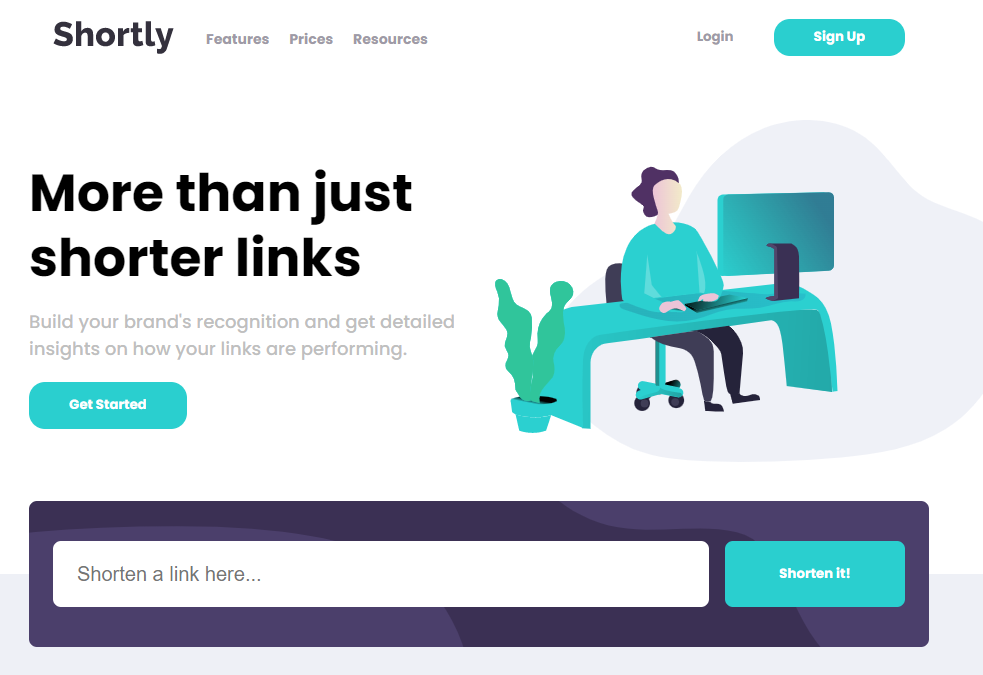 Shortly Features Prices Resources Login Sign Up
More than just
shorter links
Build your brand's recognition and get detailed
insights on how your links are performing.
Get Started
Shorten a link here... Shorten it!